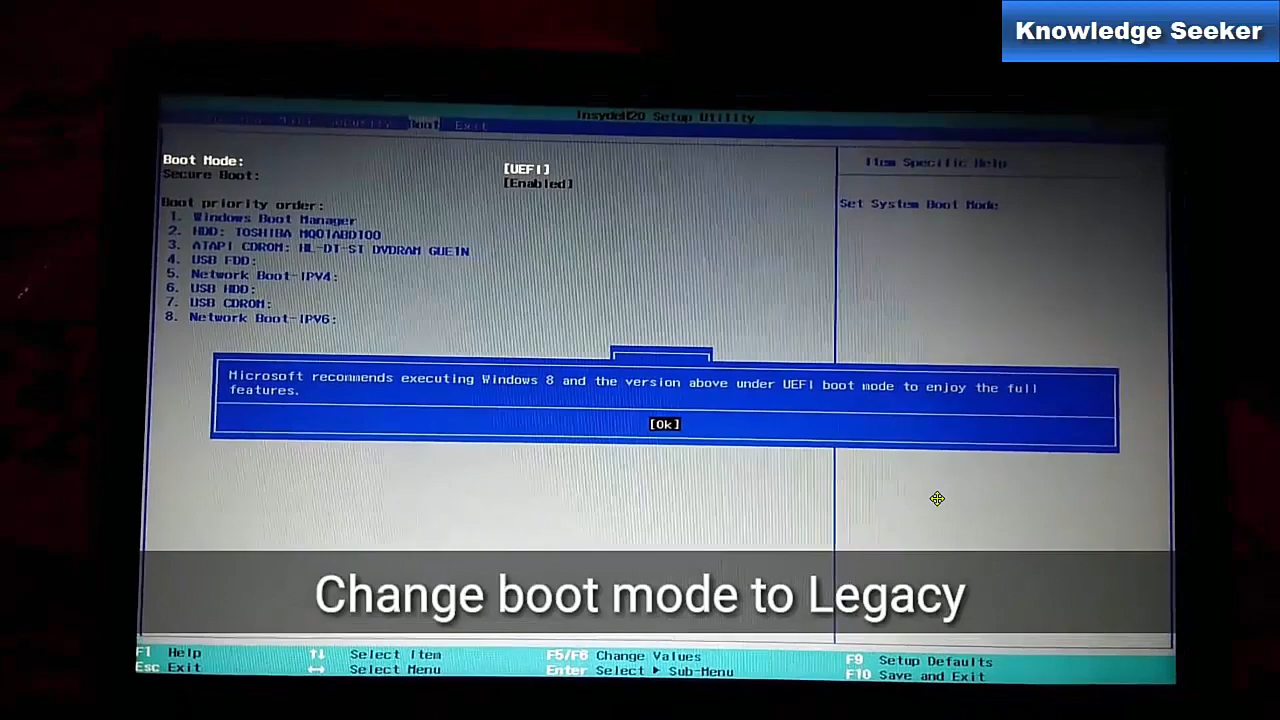 Knowledge Seeker
InsydeH20 Setup Utility
Boot Exit
Boot Mode: [UEFI]
Secure Boot: [Enabled]
Boot priority order:
1. Windows Boot Manager
2. HDD: TOSHIBA MQ01ABD100
3. ATAPI CDROM: HL-DT-ST DVDRAM GUE1N
4. USB FDD:
5. Network Boot-IPV4:
6. USB HDD:
7. USB CDROM:
8. Network Boot-IPV6:
Item Specific Help
Set System Boot Mode
Microsoft recommends executing Windows 8 and the version above under UEFI boot mode to enjoy the full
features.
[Ok]
Change boot mode to Legacy
F1 Help ↑↓ Select Item F5/F6 Change Values F9 Setup Defaults
Esc Exit ↔ Select Menu Enter Select ▶ Sub-Menu F10 Save and Exit